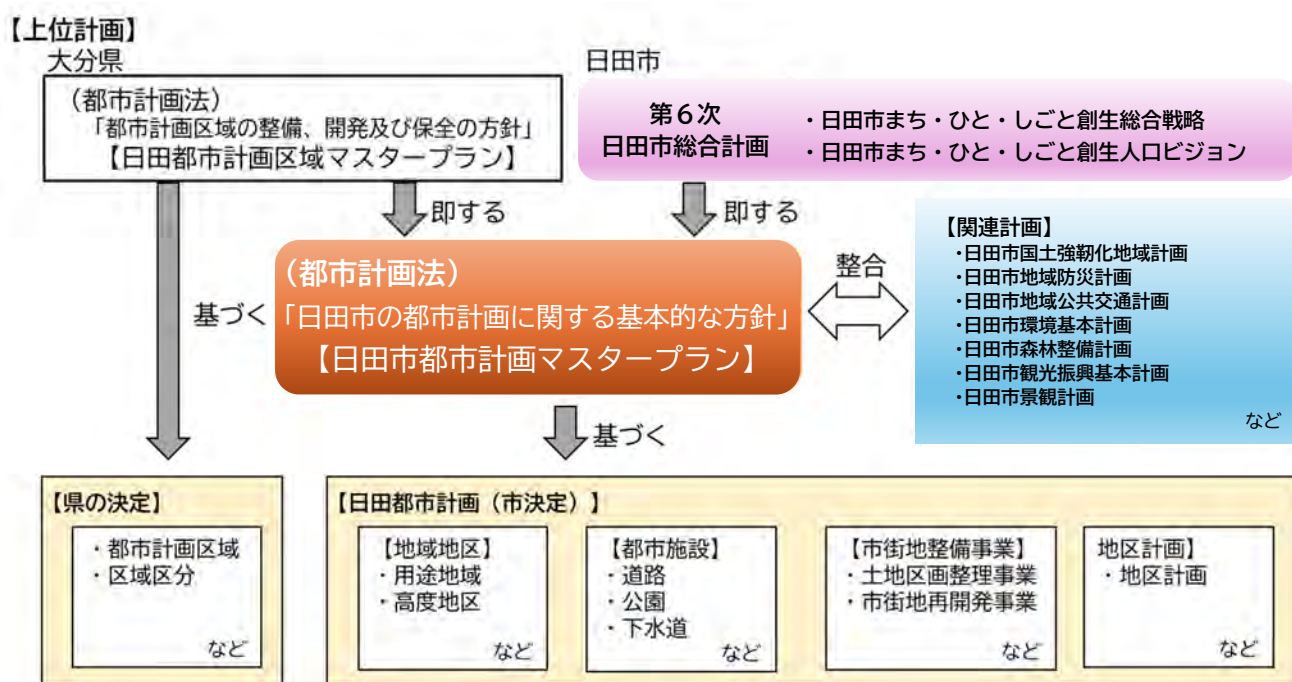 【上位計画】
大分県
(都市計画法)
「都市計画区域の整備、開発及び保全の方針」
【日田都市計画区域マスタープラン】
日田市
第６次
日田市総合計画
・日田市まち・ひと・しごと創生総合戦略
・日田市まち・ひと・しごと創生人口ビジョン
即する
即する
基づく
(都市計画法)
「日田市の都市計画に関する基本的な方針」
【日田市都市計画マスタープラン】
整合
【関連計画】
・日田市国土強靭化地域計画
・日田市地域防災計画
・日田市地域公共交通計画
・日田市環境基本計画
・日田市森林整備計画
・日田市観光振興基本計画
・日田市景観計画
など
基づく
【県の決定】
・都市計画区域
・区域区分
など
【日田都市計画（市決定）】
【地域地区】
・用途地域
・高度地区
など
【都市施設】
・道路
・公園
・下水道
など
【市街地整備事業】
・土地区画整理事業
・市街地再開発事業
など
地区計画】
・地区計画
など